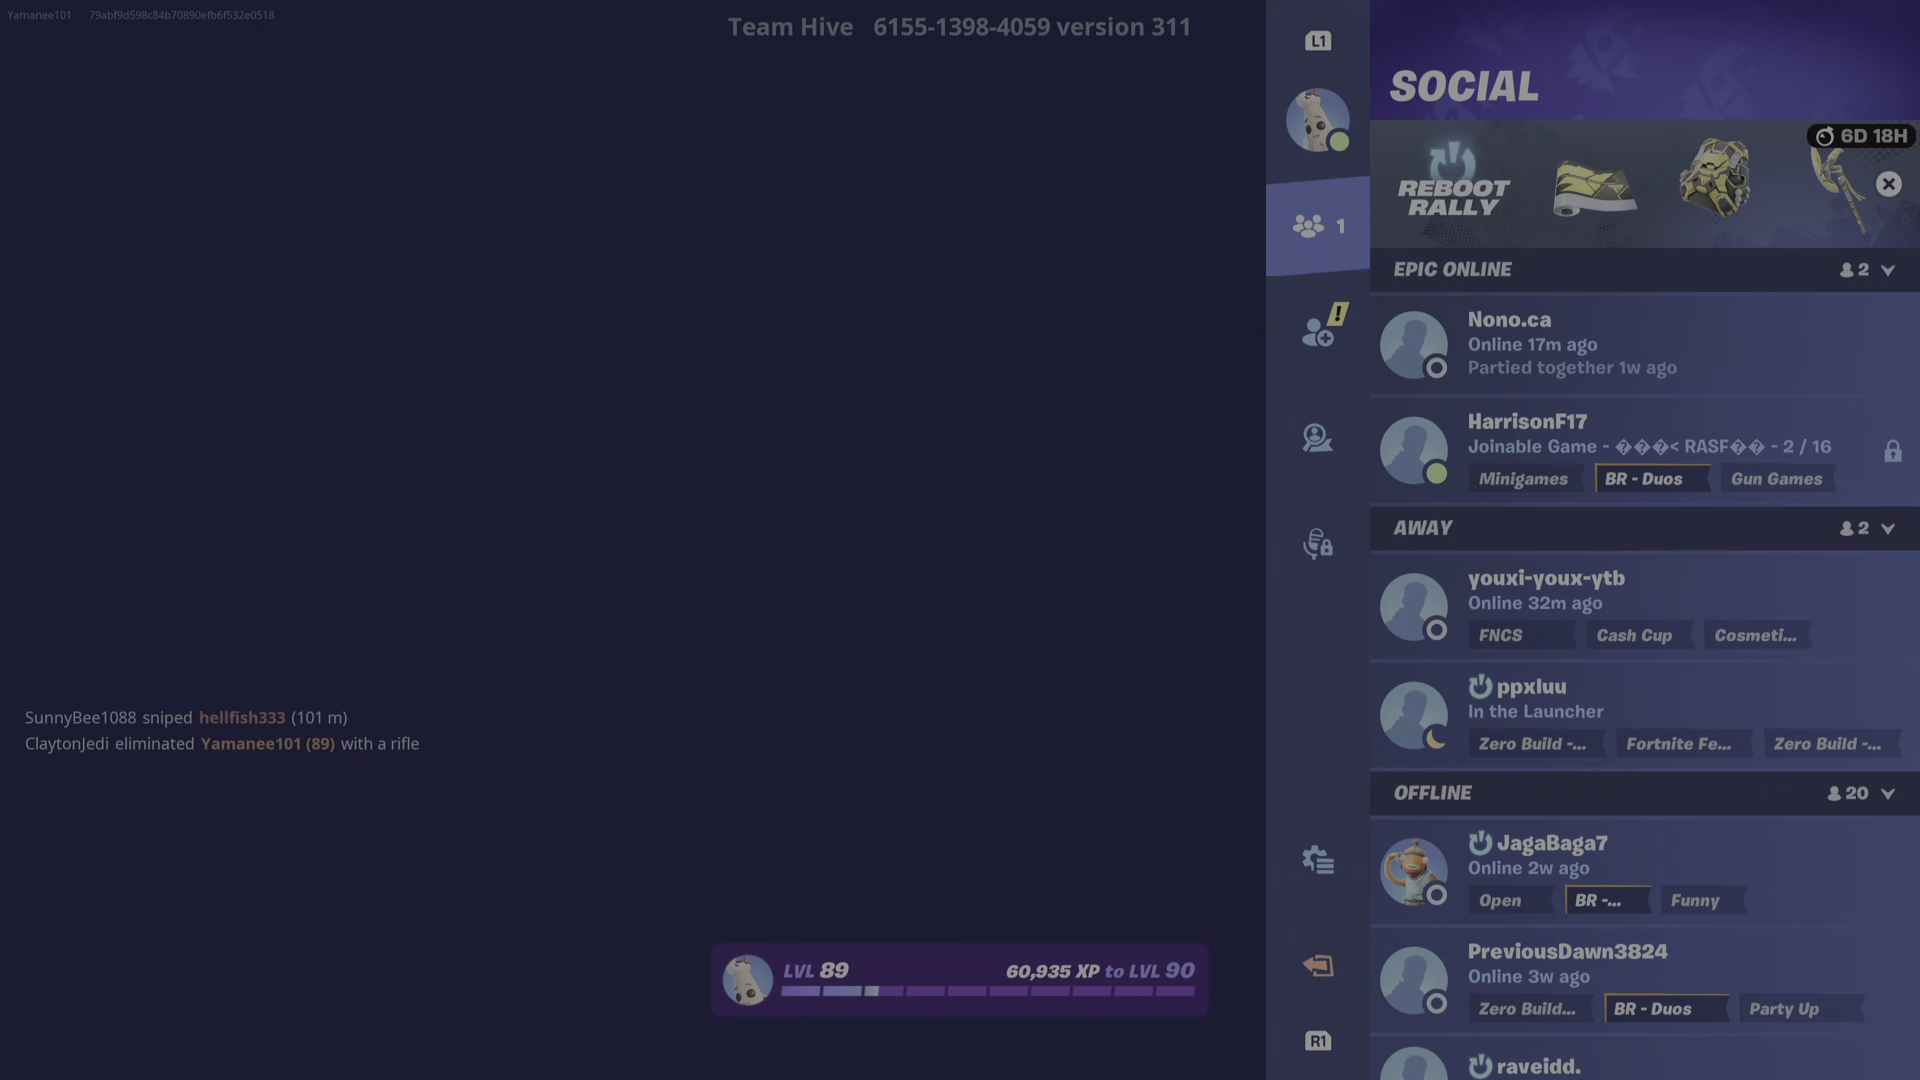 Yamanee101 79abf9d598c84b70890efb6f532e0518
Team Hive 6155-1398-4059 version 311
L1
SOCIAL
6D 18H
REBOOT
RALLY
1
!
EPIC ONLINE 2
Nono.ca
Online 17m ago
Partied together 1w ago
HarrisonF17
Joinable Game - ���< RASF�� - 2 / 16
Minigames BR - Duos Gun Games
AWAY 2
youxi-youx-ytb
Online 32m ago
FNCS Cash Cup Cosmeti...
ppxluu
In the Launcher
Zero Build -... Fortnite Fe... Zero Build -...
SunnyBee1088 sniped hellfish333 (101 m)
ClaytonJedi eliminated Yamanee101 (89) with a rifle
OFFLINE 20
JagaBaga7
Online 2w ago
Open BR -... Funny
PreviousDawn3824
Online 3w ago
Zero Build... BR - Duos Party Up
LVL 89 60,935 XP to LVL 90
R1
raveidd.